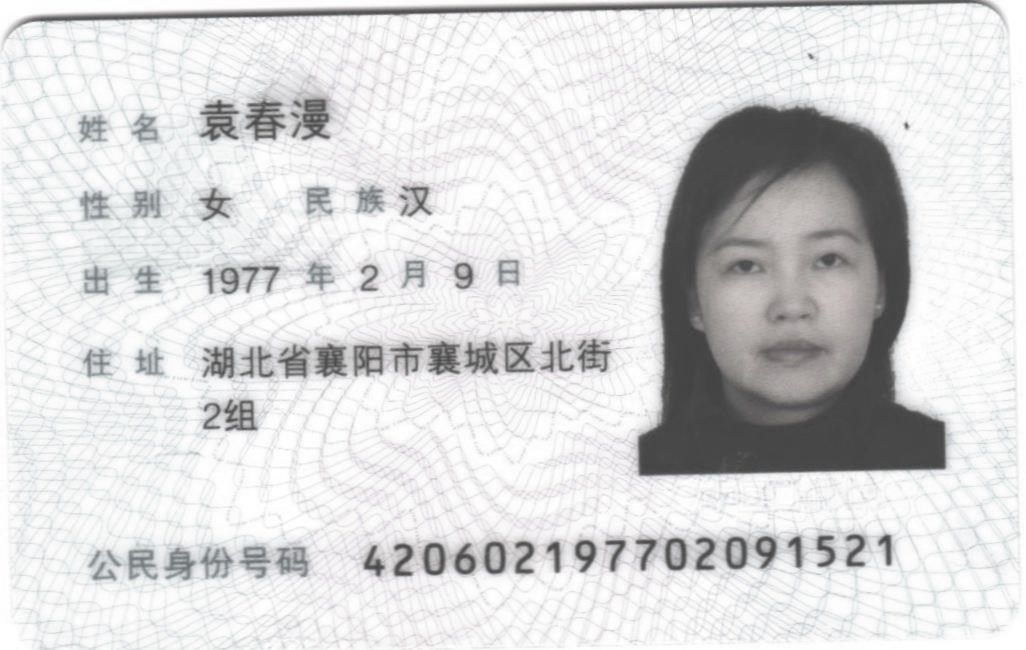 姓名 袁春漫
性别 女 民族 汉
出生 1977 年 2 月 9 日
住址 湖北省襄阳市襄城区北街
2组
公民身份号码 420602197702091521